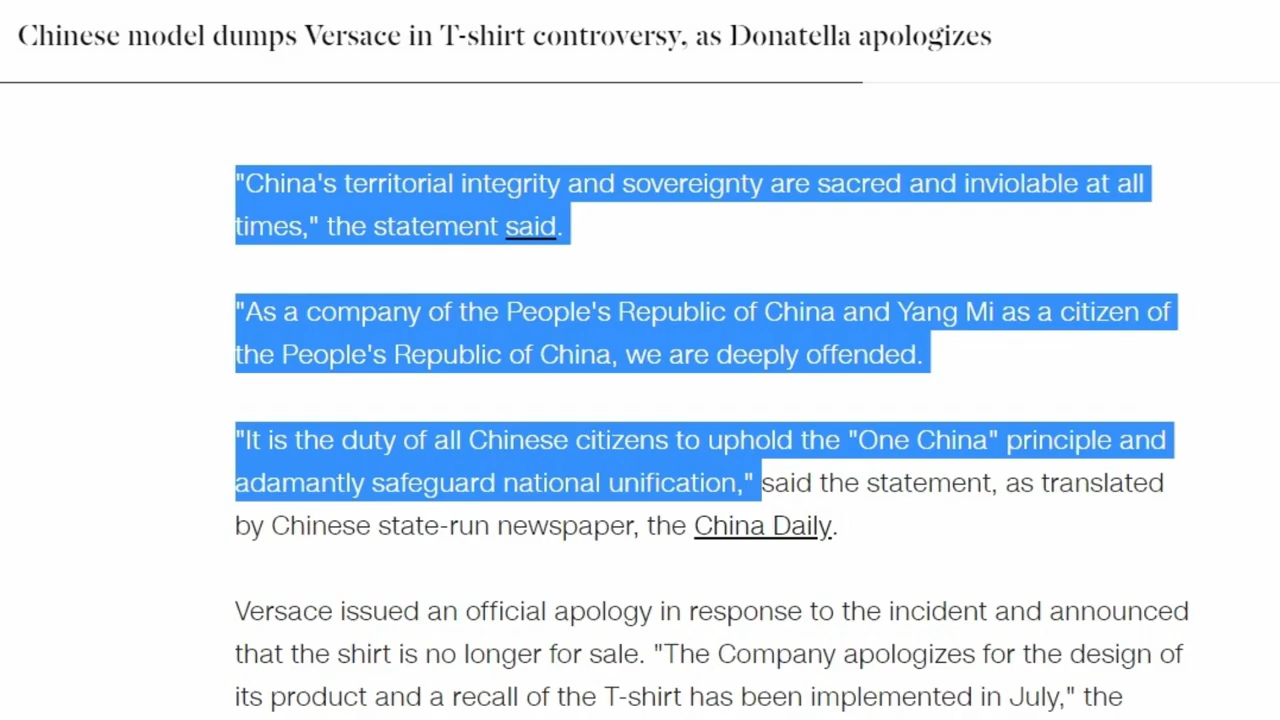 Chinese model dumps Versace in T-shirt controversy, as Donatella apologizes
"China's territorial integrity and sovereignty are sacred and inviolable at all
times," the statement said.
"As a company of the People's Republic of China and Yang Mi as a citizen of
the People's Republic of China, we are deeply offended.
"It is the duty of all Chinese citizens to uphold the "One China" principle and
adamantly safeguard national unification," said the statement, as translated
by Chinese state-run newspaper, the China Daily.
Versace issued an official apology in response to the incident and announced
that the shirt is no longer for sale. "The Company apologizes for the design of
its product and a recall of the T-shirt has been implemented in July," the